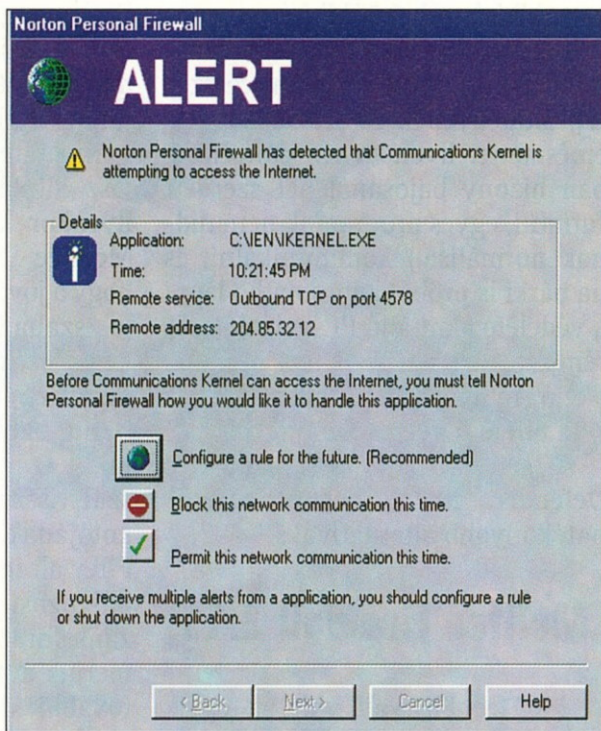 Norton Personal Firewall
ALERT
Norton Personal Firewall has detected that Communications Kernel is
attempting to access the Internet.
Details
Application: C:\IEN\IKERNEL.EXE
Time: 10:21:45 PM
Remote service: Outbound TCP on port 4578
Remote address: 204.85.32.12
Before Communications Kernel can access the Internet, you must tell Norton
Personal Firewall how you would like it to handle this application.
Configure a rule for the future. (Recommended)
Block this network communication this time.
Permit this network communication this time.
If you receive multiple alerts from a application, you should configure a rule
or shut down the application.
< Back
Next >
Cancel
Help